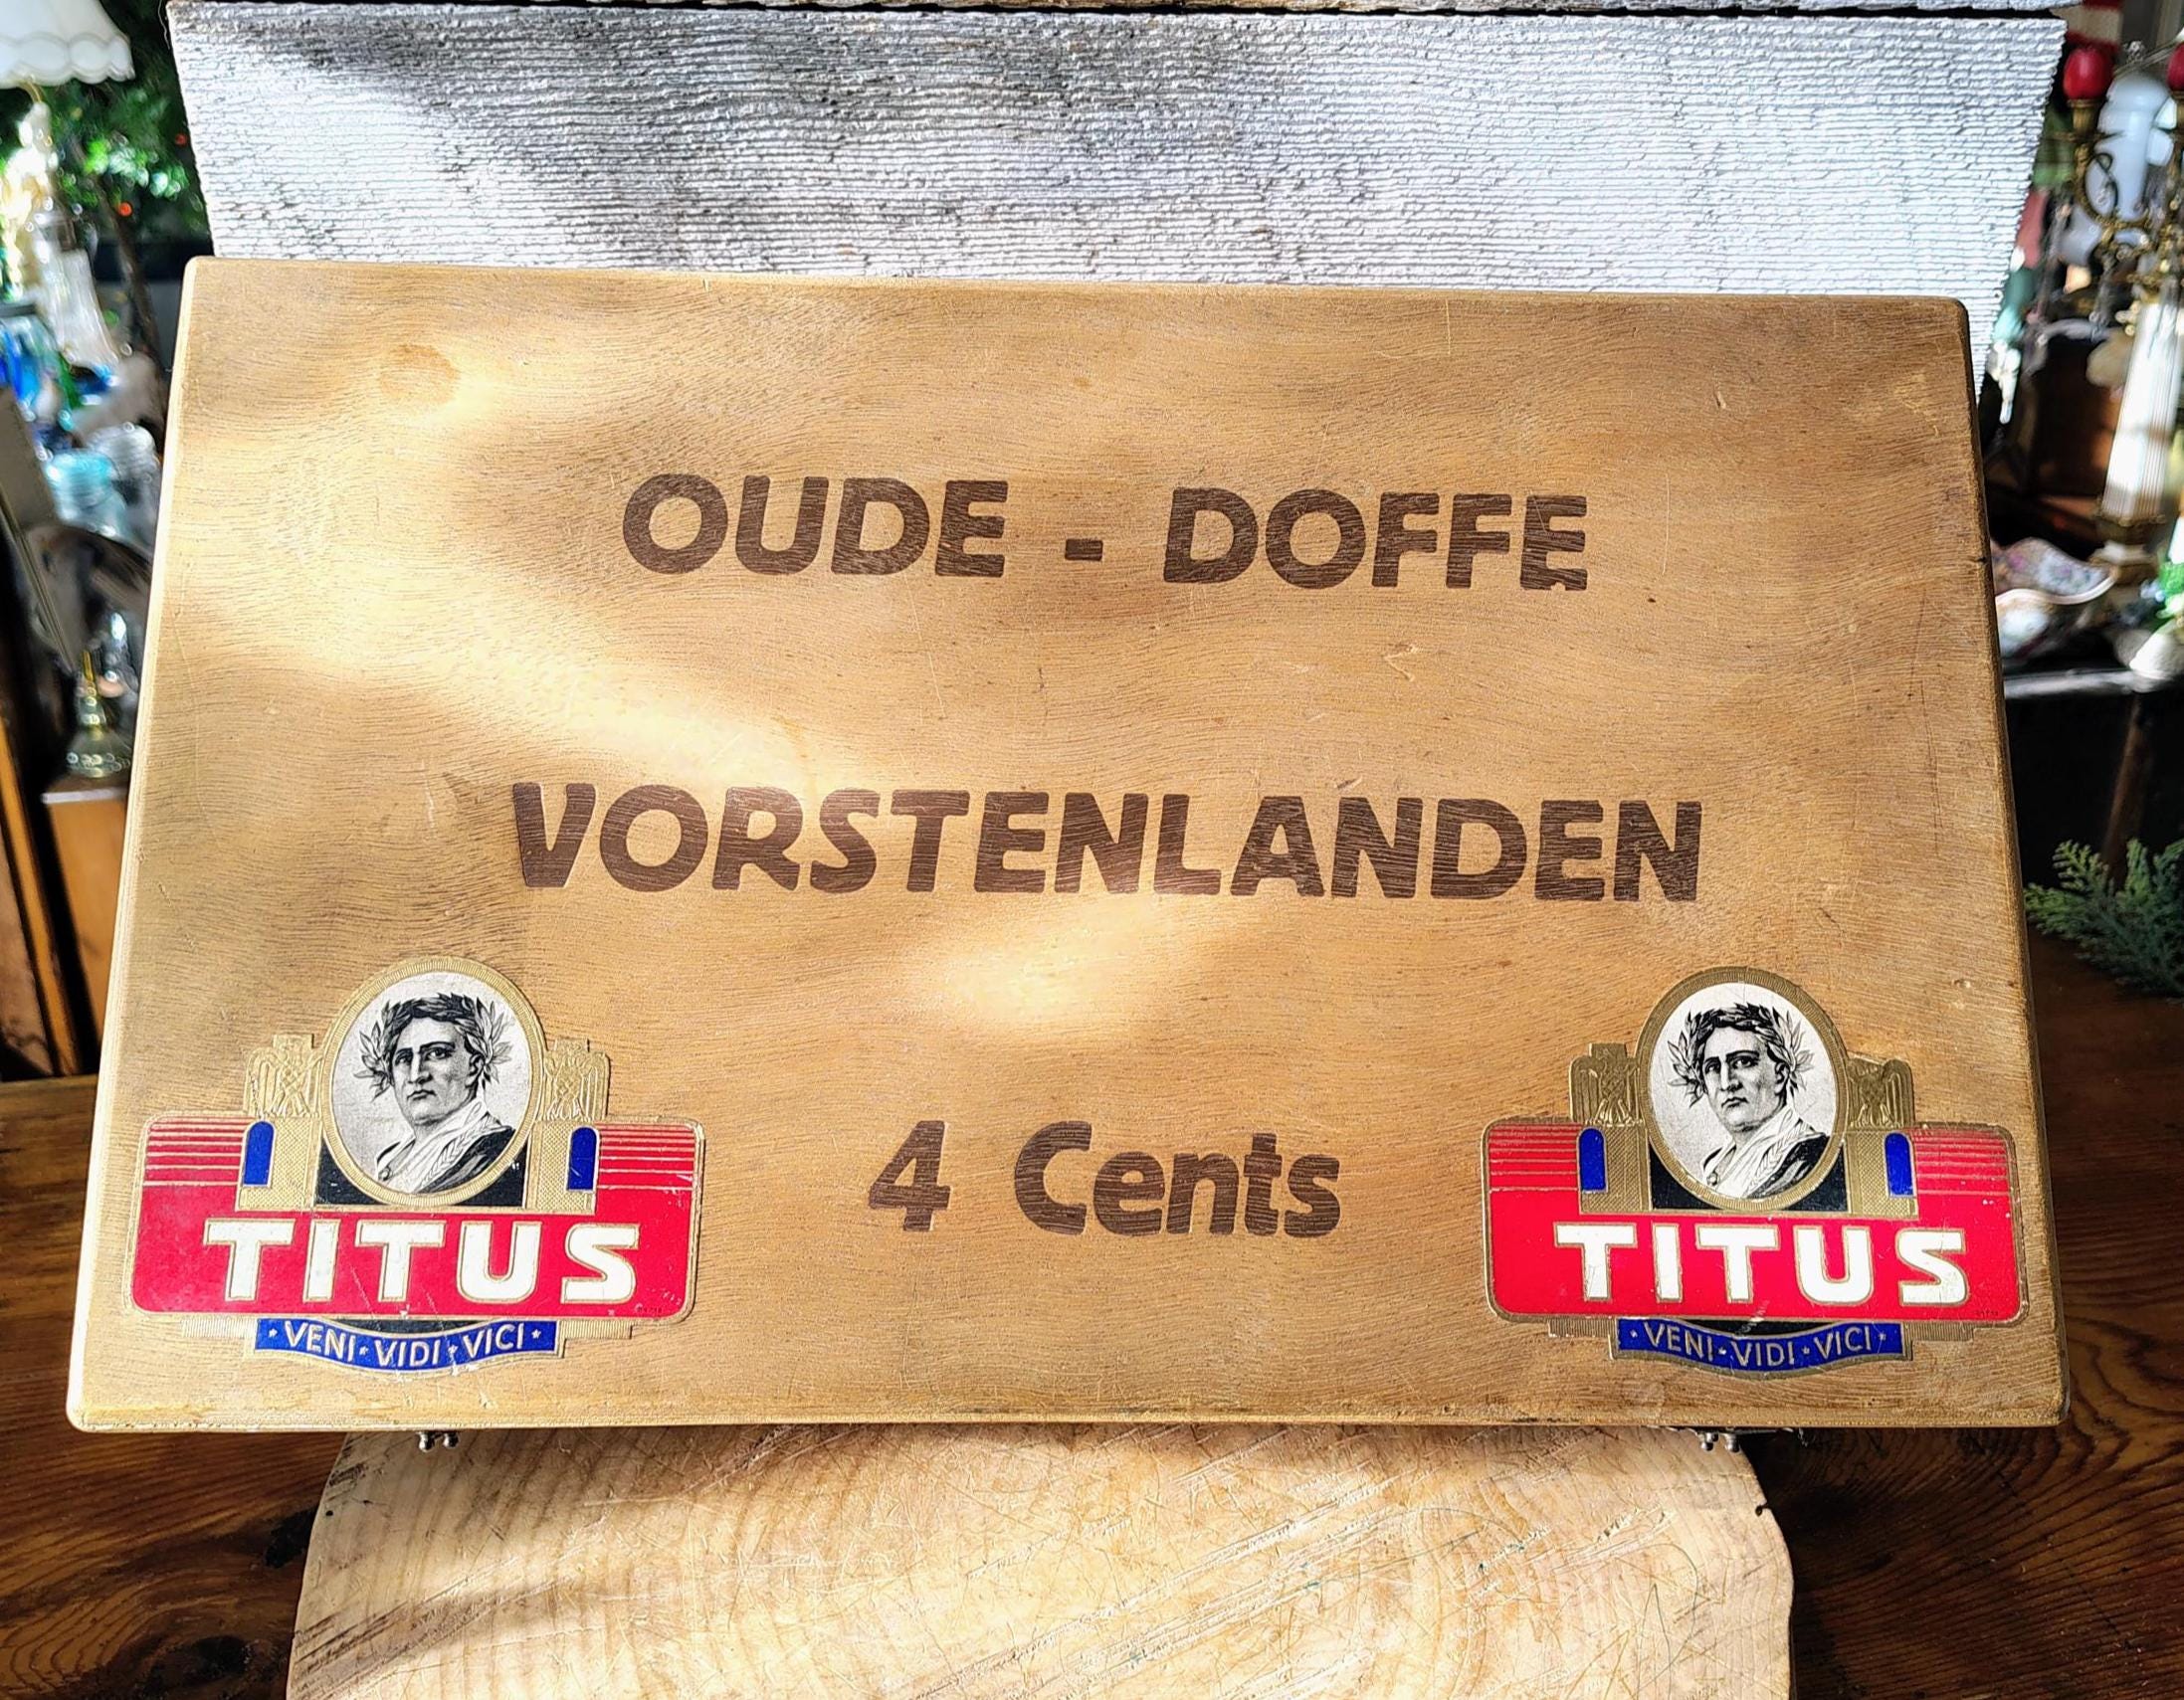 OUDE - DOFFE
VORSTENLANDEN
4 Cents
TITUS
VENI · VIDI · VICI
TITUS
VENI · VIDI · VICI